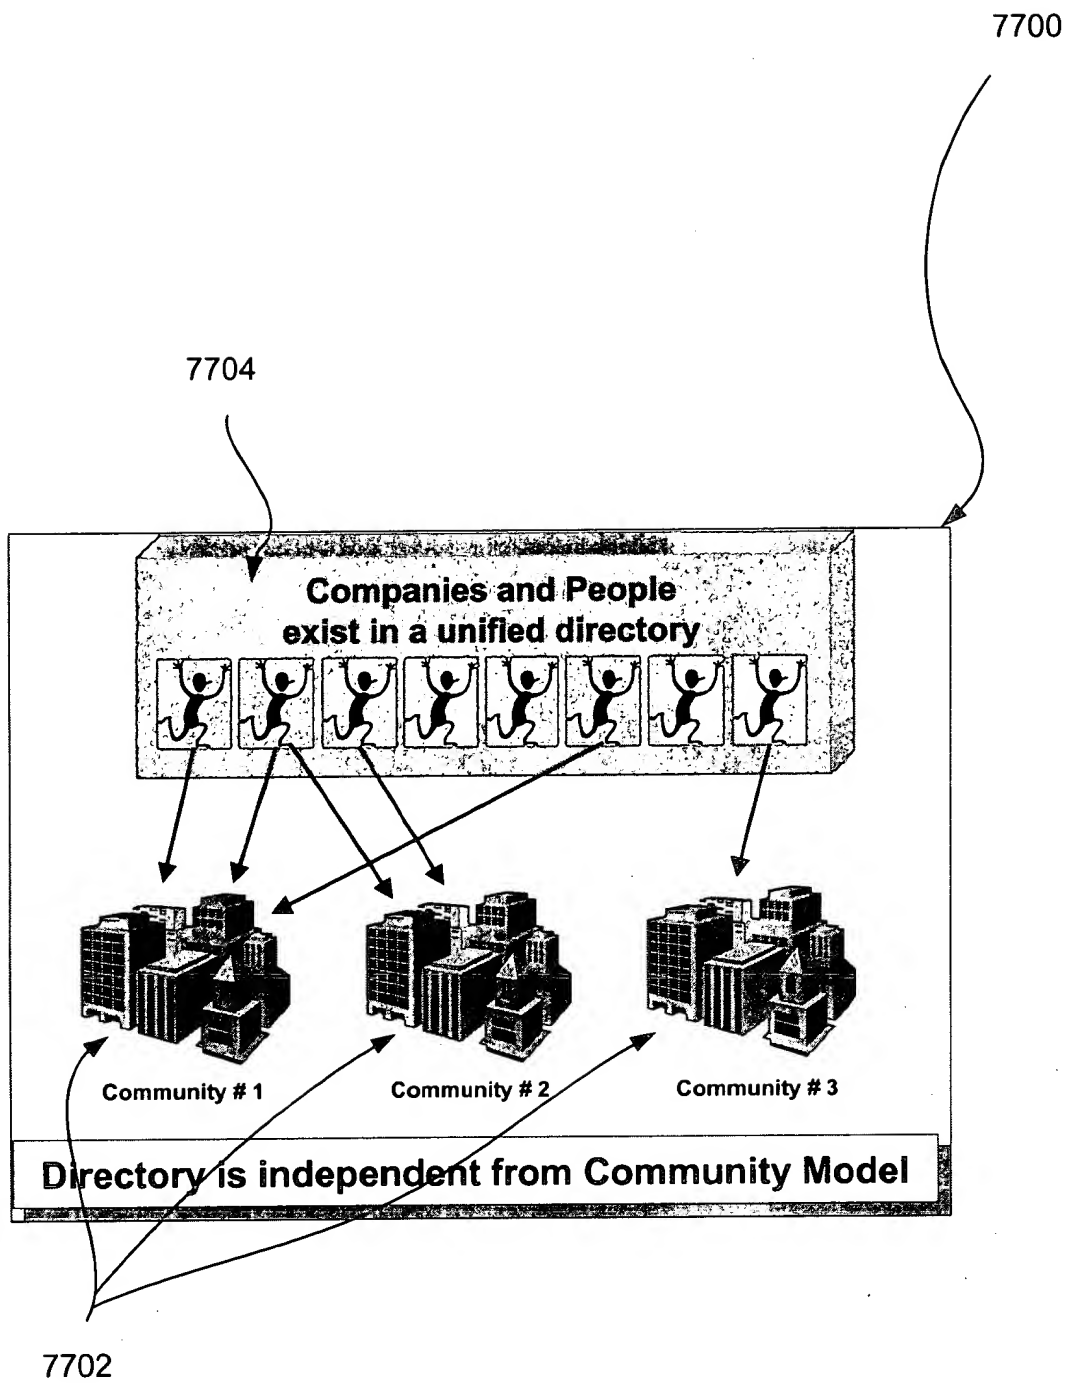 7700
7704
Companies and People
exist in a unified directory
Community # 1
Community # 2
Community # 3
Directory is independent from Community Model
7702